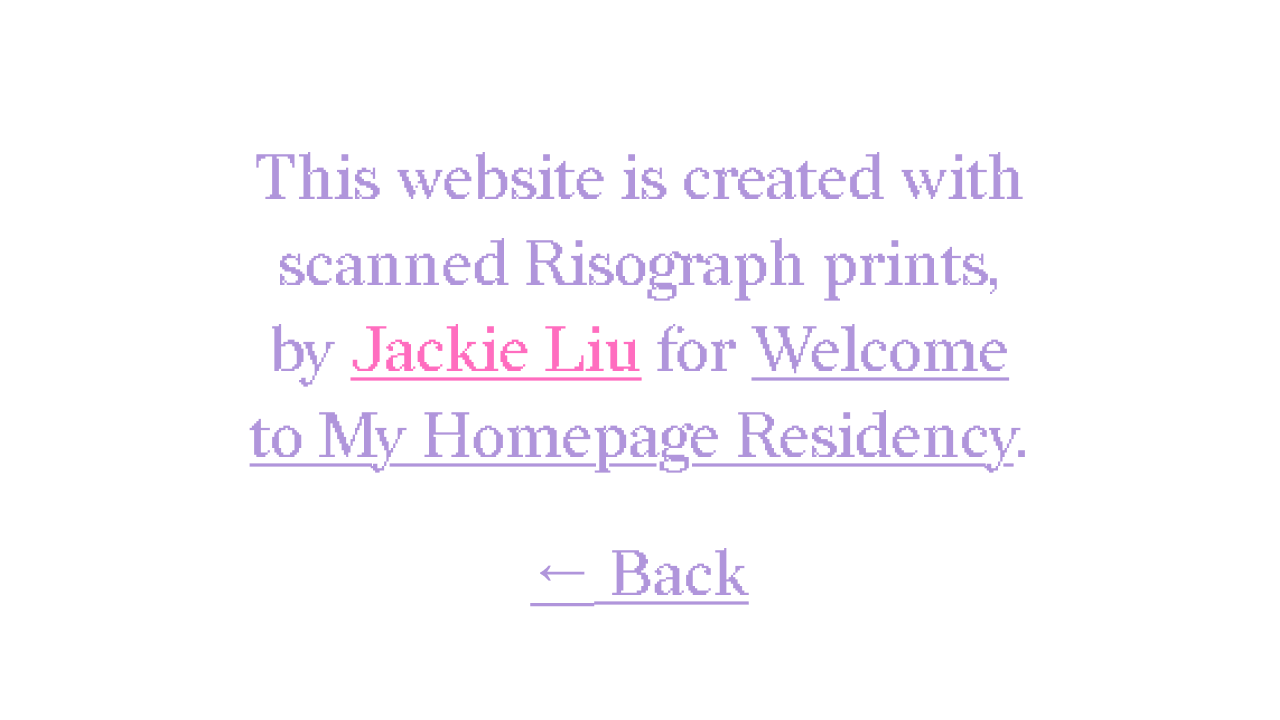 This website is created with
scanned Risograph prints,
by Jackie Liu for Welcome
to My Homepage Residency.
← Back